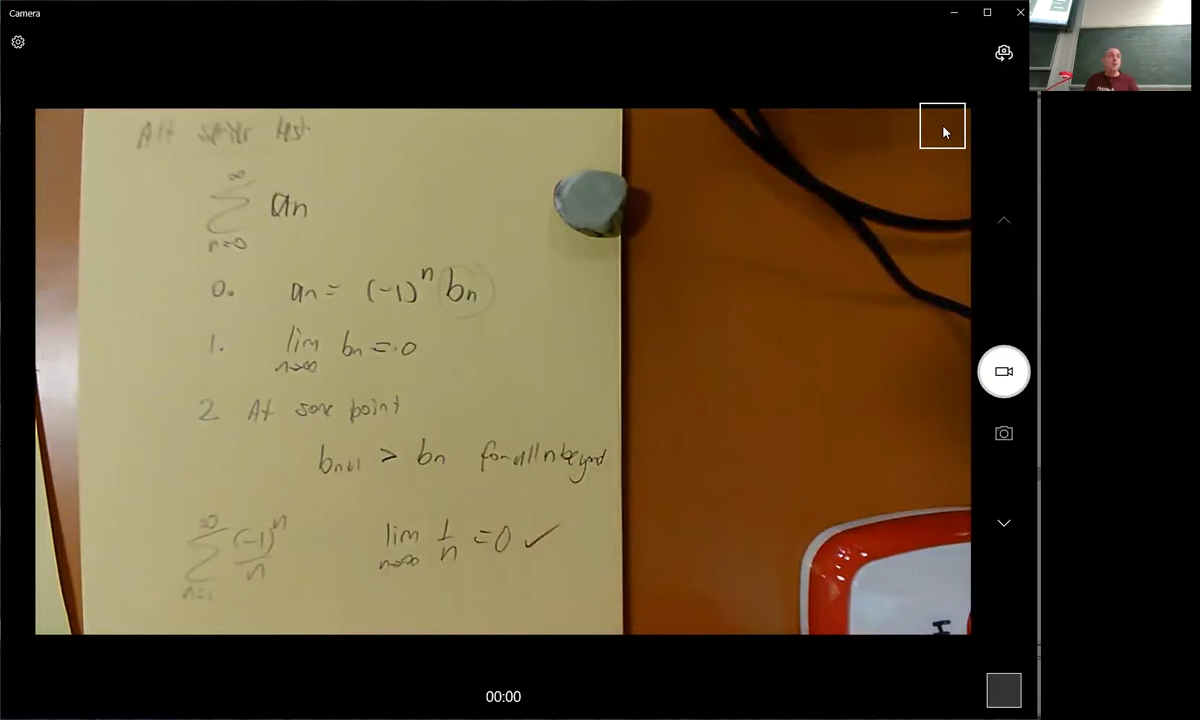 Camera
Alt series test
∞
∑ an
n=0
0. an = (-1)^n bn
1. lim bn = 0
n→∞
2 At some point
bn+1 > bn for all n beyond
∞
∑ (-1)^n / n
n=1
lim 1/n = 0 ✓
n→∞
00:00